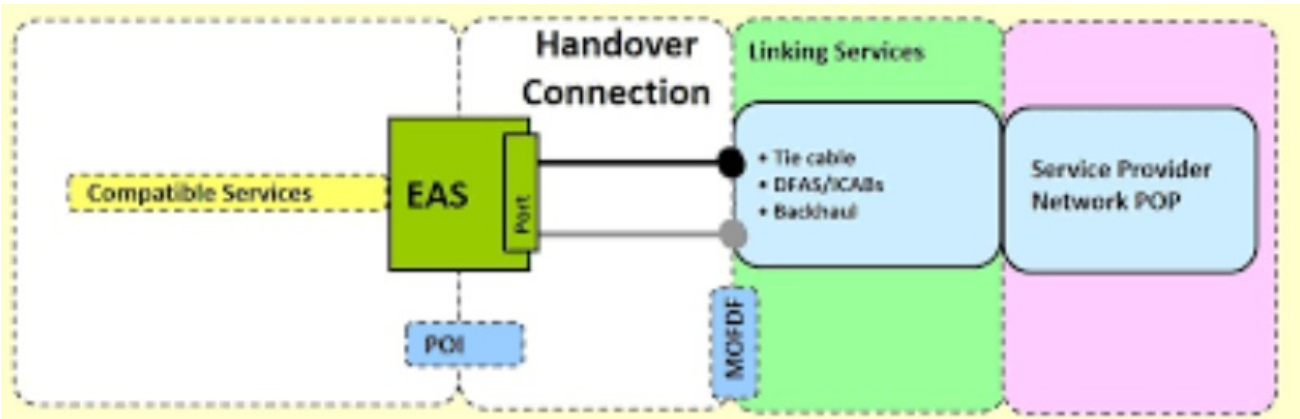 Handover
Connection
Linking Services
Compatible Services
EAS
Port
• Tie cable
• DFAS/ICABs
• Backhaul
Service Provider
Network POP
POI
MOFDF